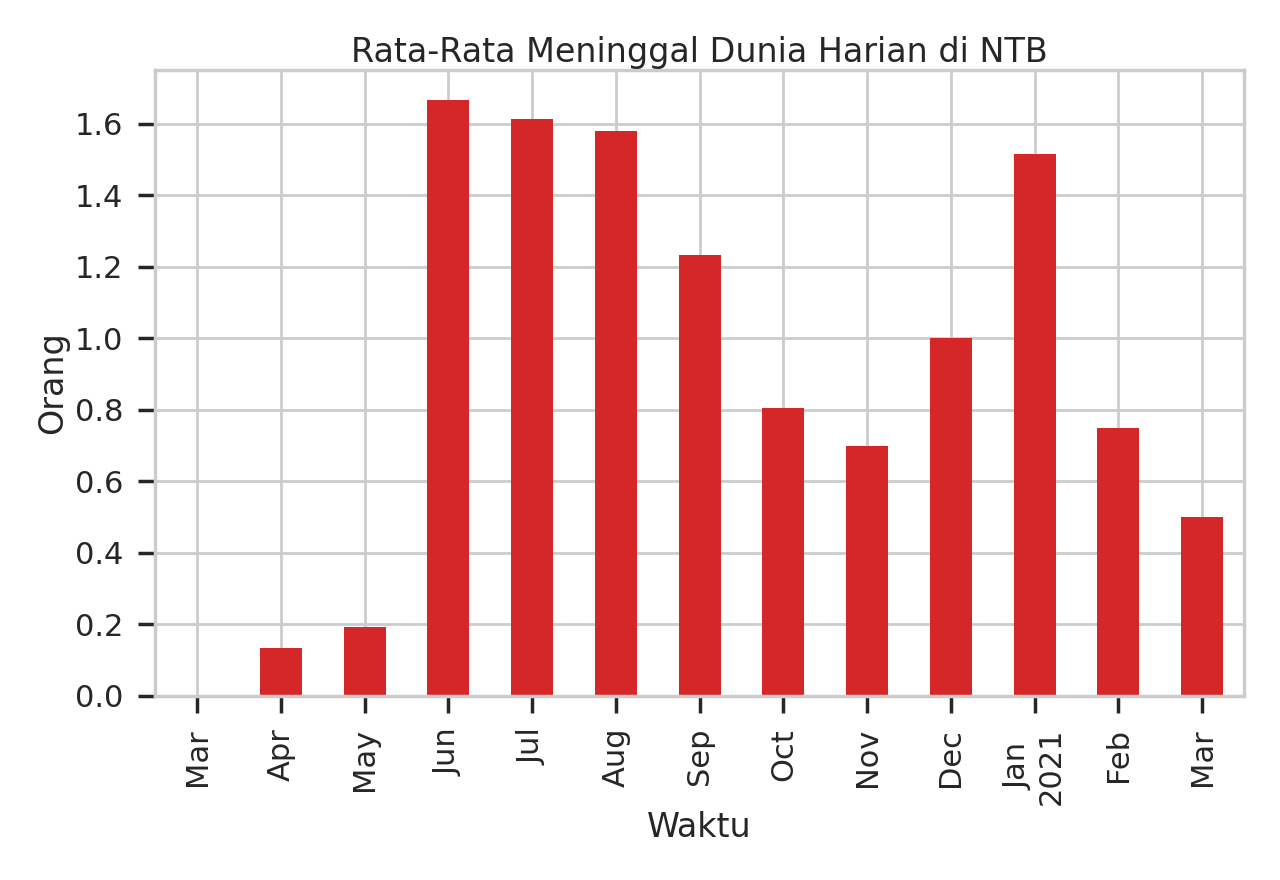 Rata-Rata Meninggal Dunia Harian di NTB
Orang
1.6
1.4
1.2
1.0
0.8
0.6
0.4
0.2
0.0
Mar
Apr
May
Jun
Jul
Aug
Sep
Oct
Nov
Dec
Jan
2021
Feb
Mar
Waktu